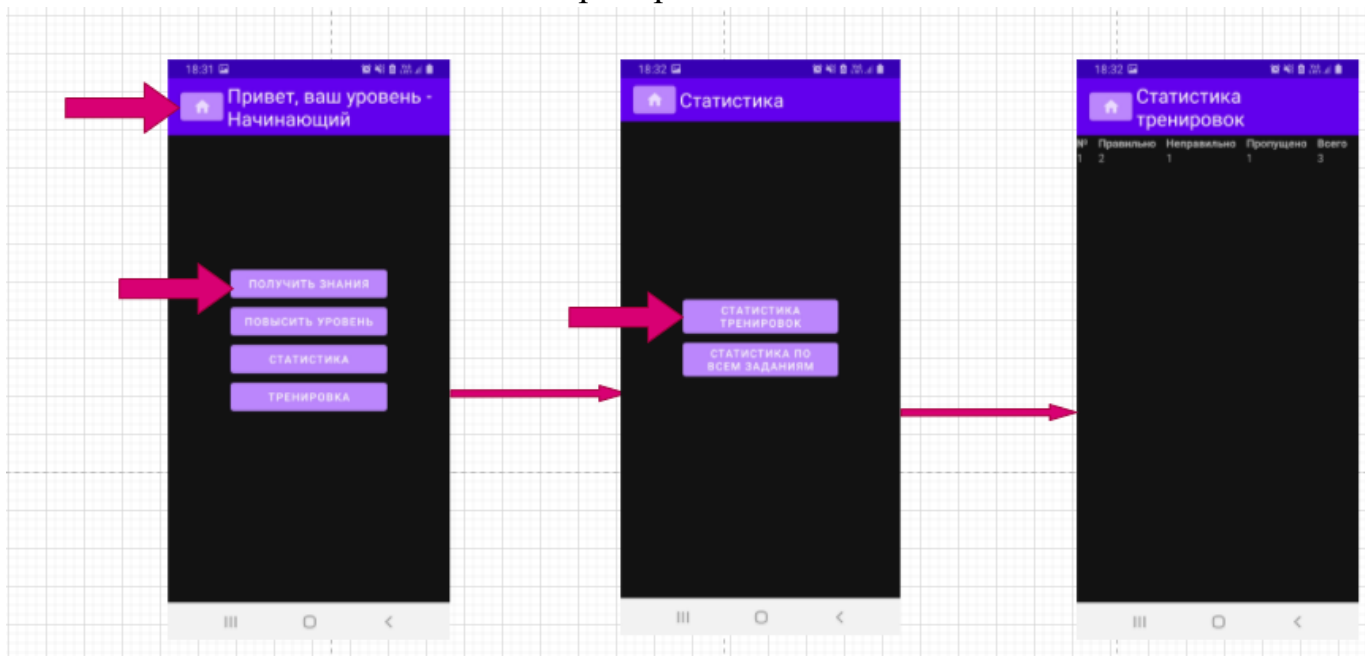 18:31
Привет, ваш уровень -
Начинающий
ПОЛУЧИТЬ ЗНАНИЯ
ПОВЫСИТЬ УРОВЕНЬ
СТАТИСТИКА
ТРЕНИРОВКА
18:32
Статистика
СТАТИСТИКА
ТРЕНИРОВОК
СТАТИСТИКА ПО
ВСЕМ ЗАДАНИЯМ
18:32
Статистика
тренировок
№ Правильно Неправильно Пропущено Всего
1 2 1 1 3